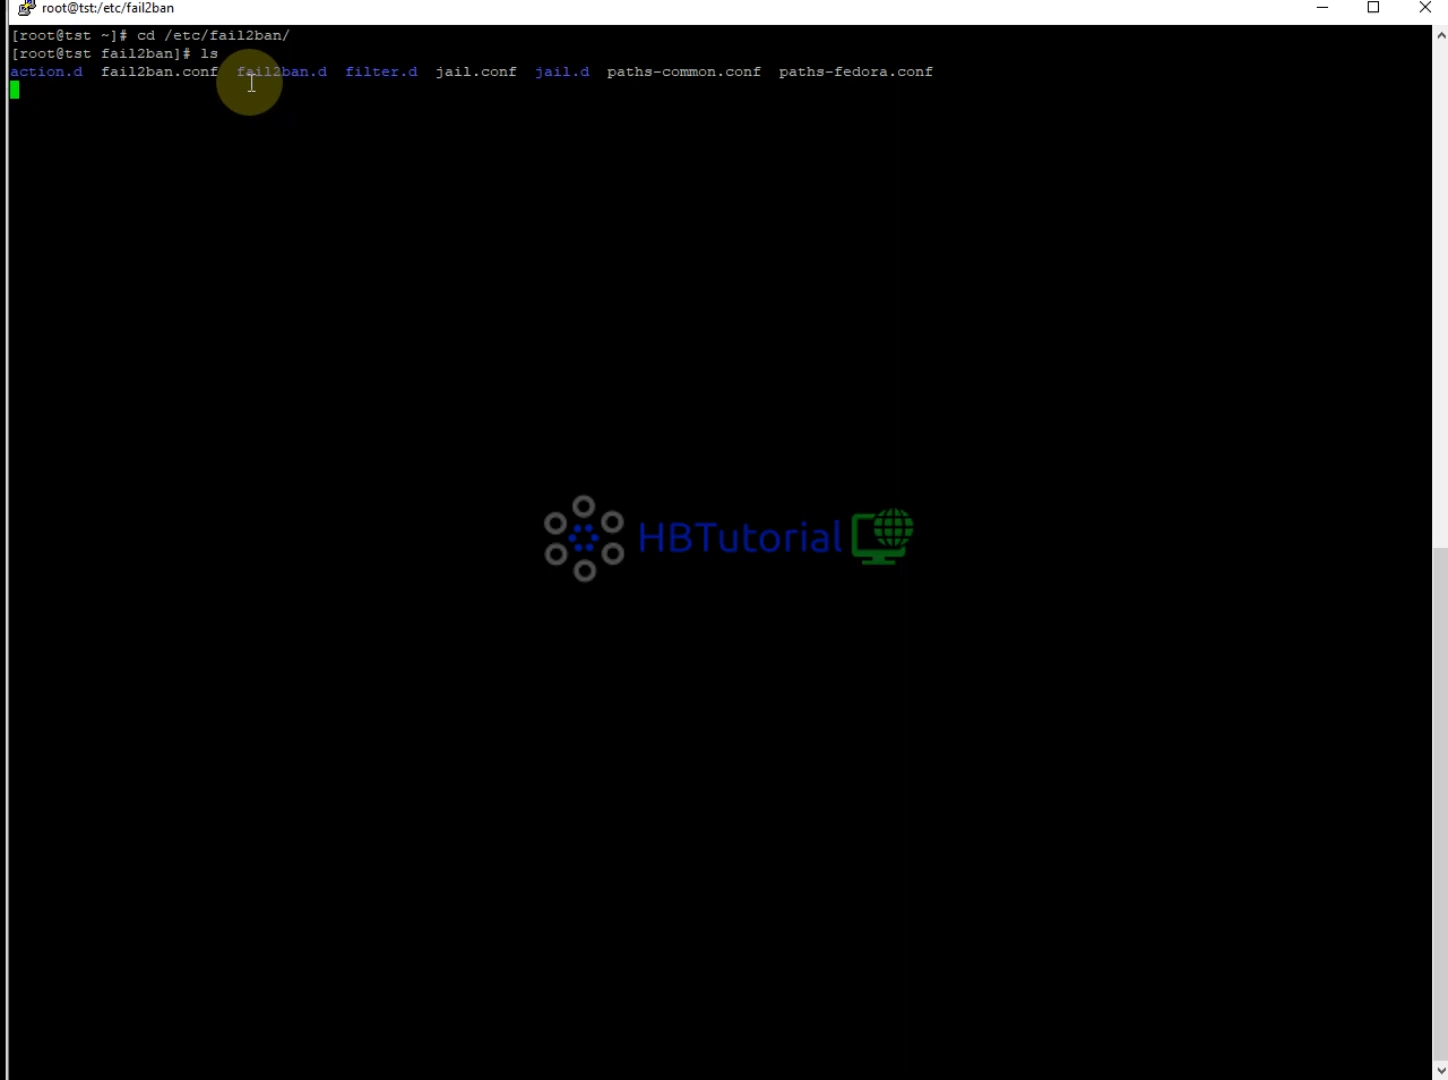 root@tst:/etc/fail2ban
[root@tst ~]# cd /etc/fail2ban/
[root@tst fail2ban]# ls
action.d  fail2ban.conf  fail2ban.d  filter.d  jail.conf  jail.d  paths-common.conf  paths-fedora.conf
HBTutorial